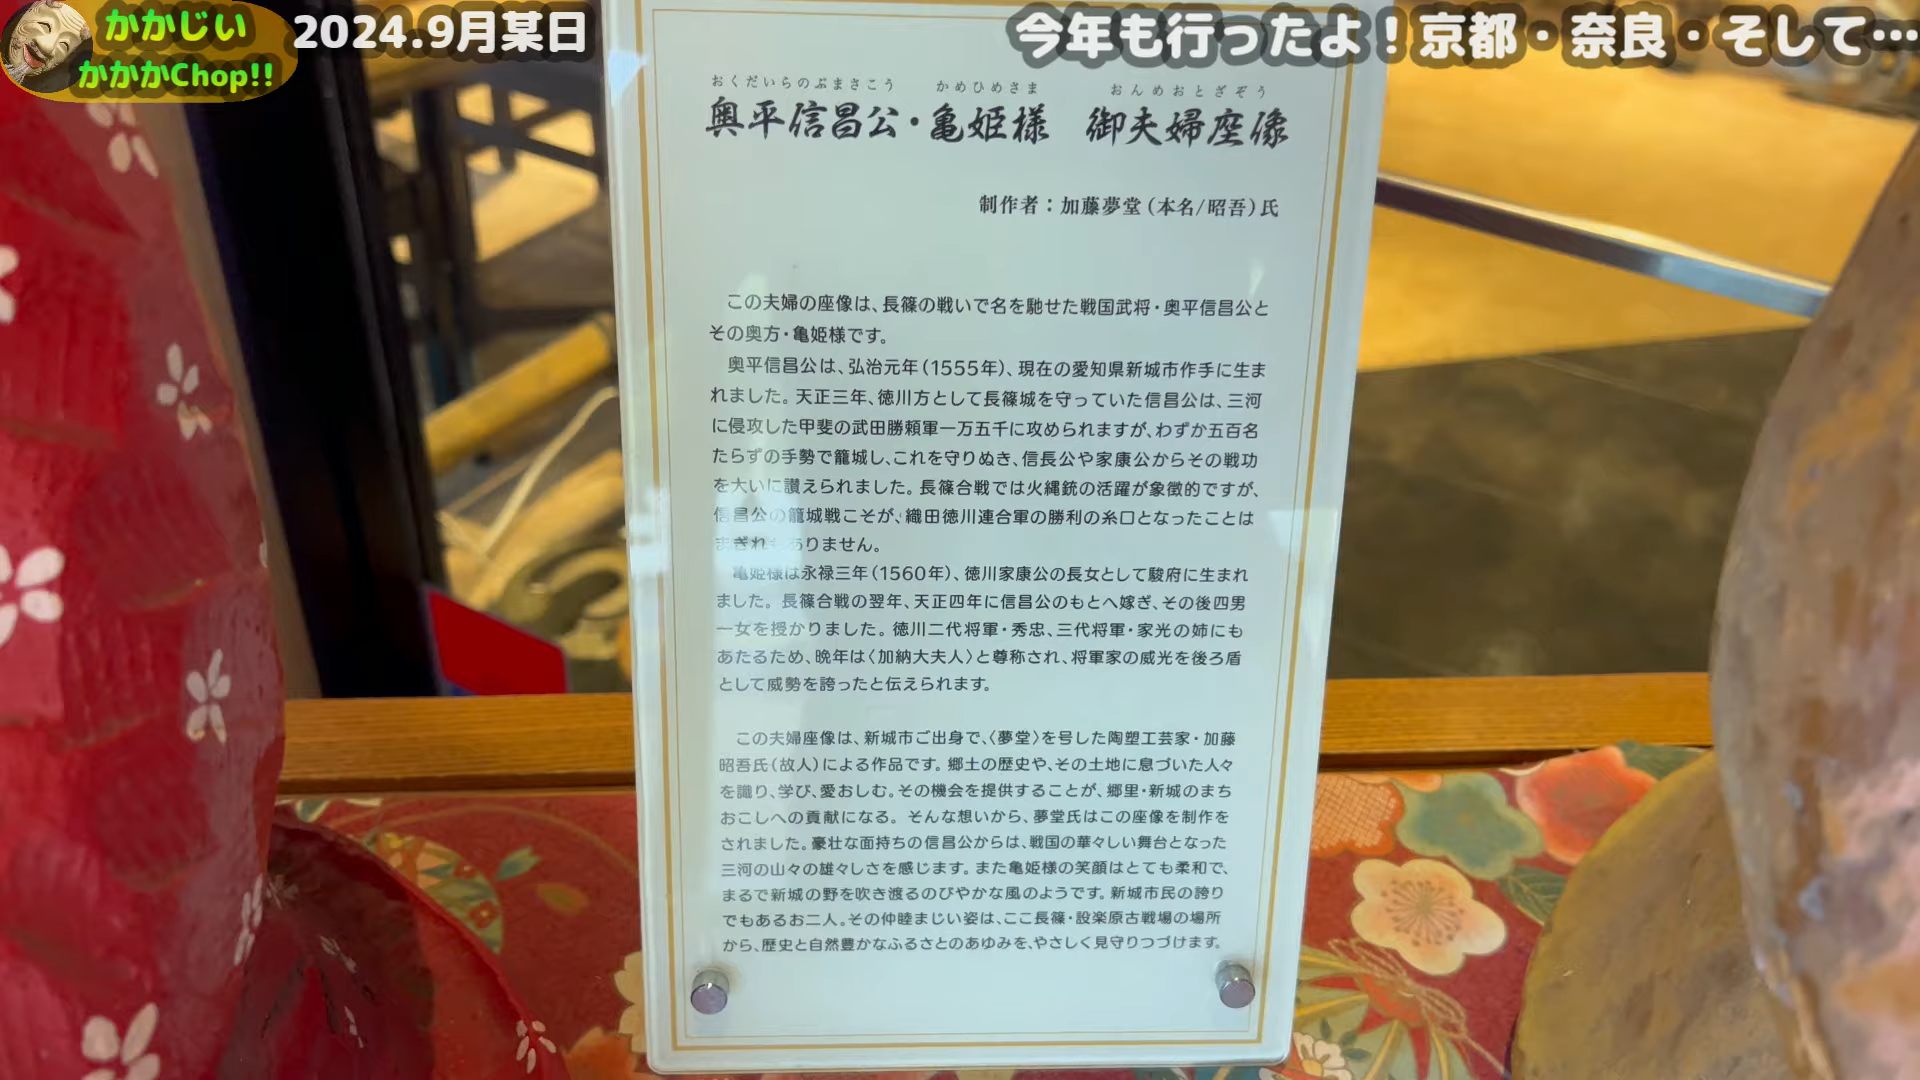 かかじい
かかかChop!!
2024.9月某日
今年も行ったよ！京都・奈良・そして…
おくだいらのぶまさこう　かめひめさま　おんめおとざぞう
奥平信昌公・亀姫様　御夫婦座像
制作者：加藤夢堂（本名/昭吾）氏
この夫婦の座像は、長篠の戦いで名を馳せた戦国武将・奥平信昌公と
その奥方・亀姫様です。
奥平信昌公は、弘治元年（1555年）、現在の愛知県新城市作手に生ま
れました。天正三年、徳川方として長篠城を守っていた信昌公は、三河
に侵攻した甲斐の武田勝頼軍一万五千に攻められますが、わずか五百名
たらずの手勢で籠城し、これを守りぬき、信長公や家康公からその戦功
を大いに讃えられました。長篠合戦では火縄銃の活躍が象徴的ですが、
信昌公の籠城戦こそが、織田徳川連合軍の勝利の糸口となったことは
まぎれもありません。
亀姫様は永禄三年（1560年）、徳川家康公の長女として駿府に生まれ
ました。長篠合戦の翌年、天正四年に信昌公のもとへ嫁ぎ、その後四男
一女を授かりました。徳川二代将軍・秀忠、三代将軍・家光の姉にも
あたるため、晩年は〈加納大夫人〉と尊称され、将軍家の威光を後ろ盾
として威勢を誇ったと伝えられます。
この夫婦座像は、新城市ご出身で、〈夢堂〉を号した陶塑工芸家・加藤
昭吾氏（故人）による作品です。郷土の歴史や、その土地に息づいた人々
を識り、学び、愛おしむ。その機会を提供することが、郷里・新城のまち
おこしへの貢献になる。そんな想いから、夢堂氏はこの座像を制作を
されました。豪壮な面持ちの信昌公からは、戦国の華々しい舞台となった
三河の山々の雄々しさを感じます。また亀姫様の笑顔はとても柔和で、
まるで新城の野を吹き渡るのびやかな風のようです。新城市民の誇り
でもあるお二人。その仲睦まじい姿は、ここ長篠・設楽原古戦場の場所
から、歴史と自然豊かなふるさとのあゆみを、やさしく見守りつづけます。